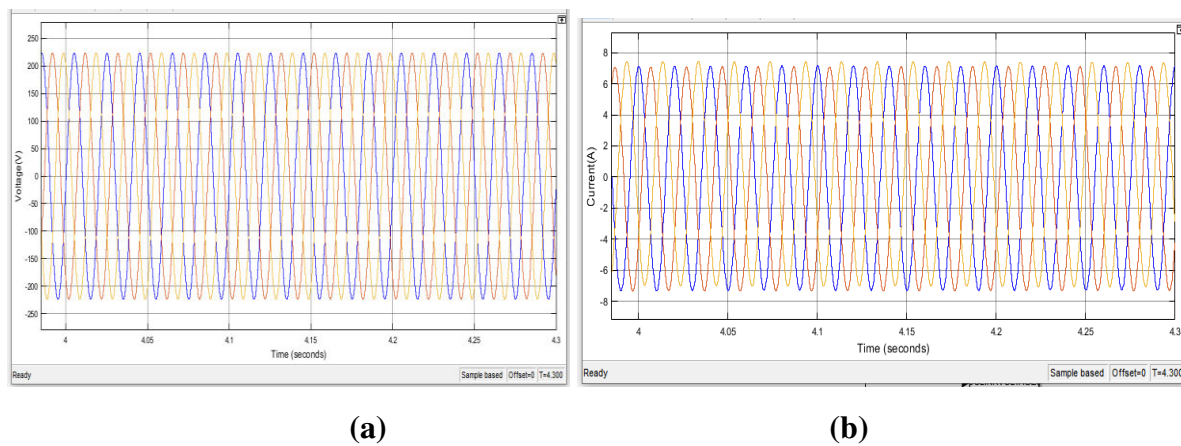 250
200
150
100
50
0
-50
-100
-150
-200
-250
Voltage(V)
4 4.05 4.1 4.15 4.2 4.25 4.3
Time (seconds)
Ready Sample based Offset=0 T=4.300
8
6
4
2
0
-2
-4
-6
-8
Current(A)
4 4.05 4.1 4.15 4.2 4.25 4.3
Time (seconds)
Ready Sample based Offset=0 T=4.300
(a) (b)